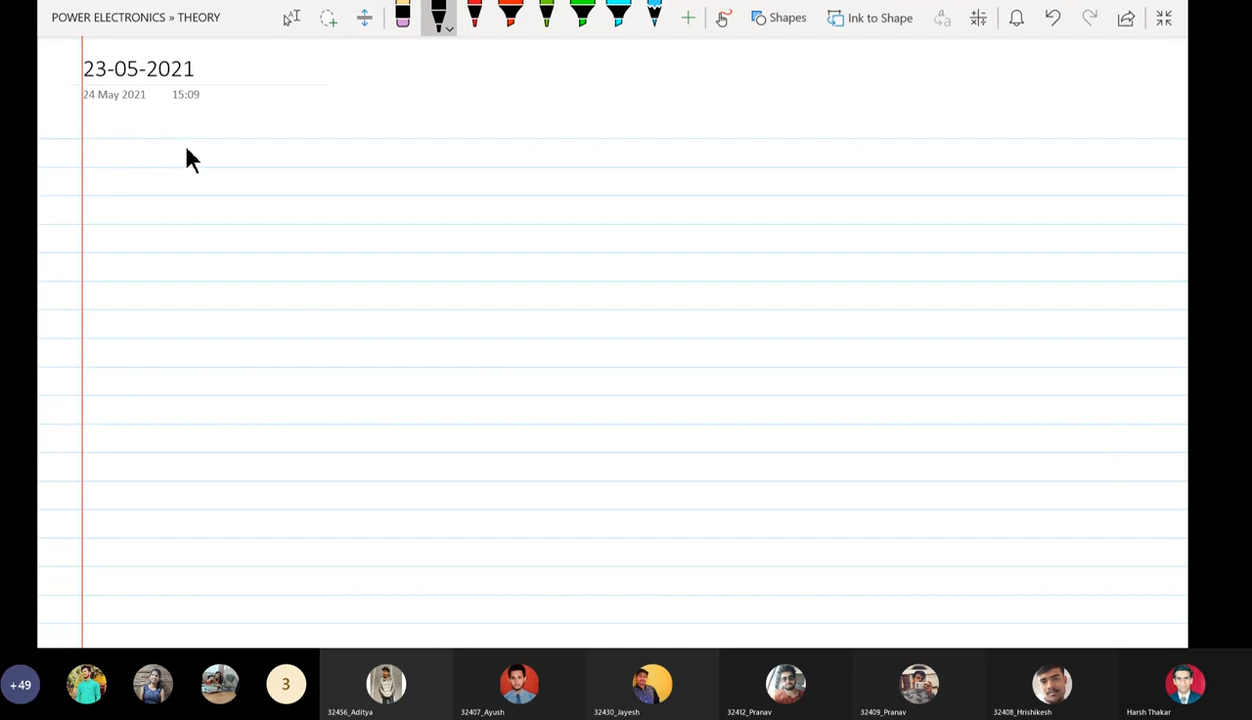 POWER ELECTRONICS » THEORY
Shapes
Ink to Shape
23-05-2021
24 May 2021 15:09
+49
3
32456_Aditya
32407_Ayush
32430_Jayesh
32412_Pranav
32409_Pranav
32408_Hrishikesh
Harsh Thakar